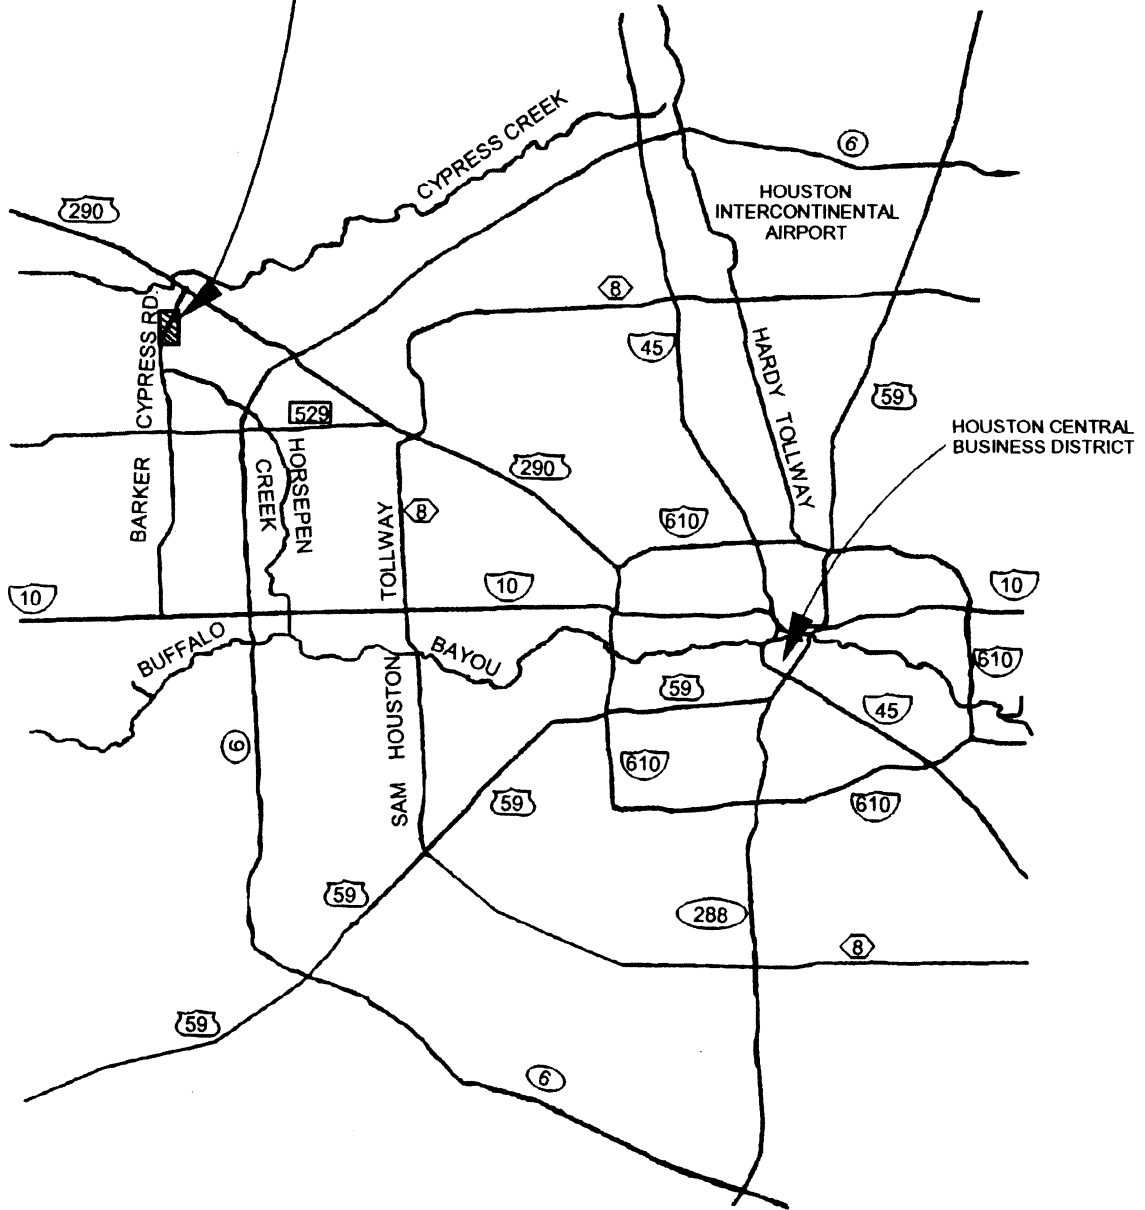 CYPRESS CREEK
6
290
HOUSTON
INTERCONTINENTAL
AIRPORT
8
45
HARDY TOLLWAY
59
BARKER CYPRESS RD.
529
HORSEPEN
CREEK
HOUSTON CENTRAL
BUSINESS DISTRICT
290
8
610
10
10
10
SAM HOUSTON TOLLWAY
BUFFALO BAYOU
610
59
45
6
610
59
610
59
288
8
59
6